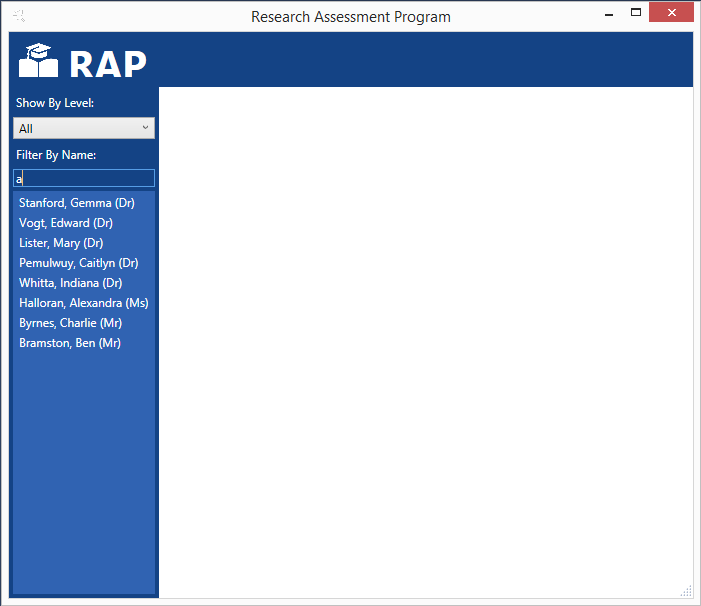 Research Assessment Program
RAP
Show By Level:
All
Filter By Name:
a
Stanford, Gemma (Dr)
Vogt, Edward (Dr)
Lister, Mary (Dr)
Pemulwuy, Caitlyn (Dr)
Whitta, Indiana (Dr)
Halloran, Alexandra (Ms)
Byrnes, Charlie (Mr)
Bramston, Ben (Mr)